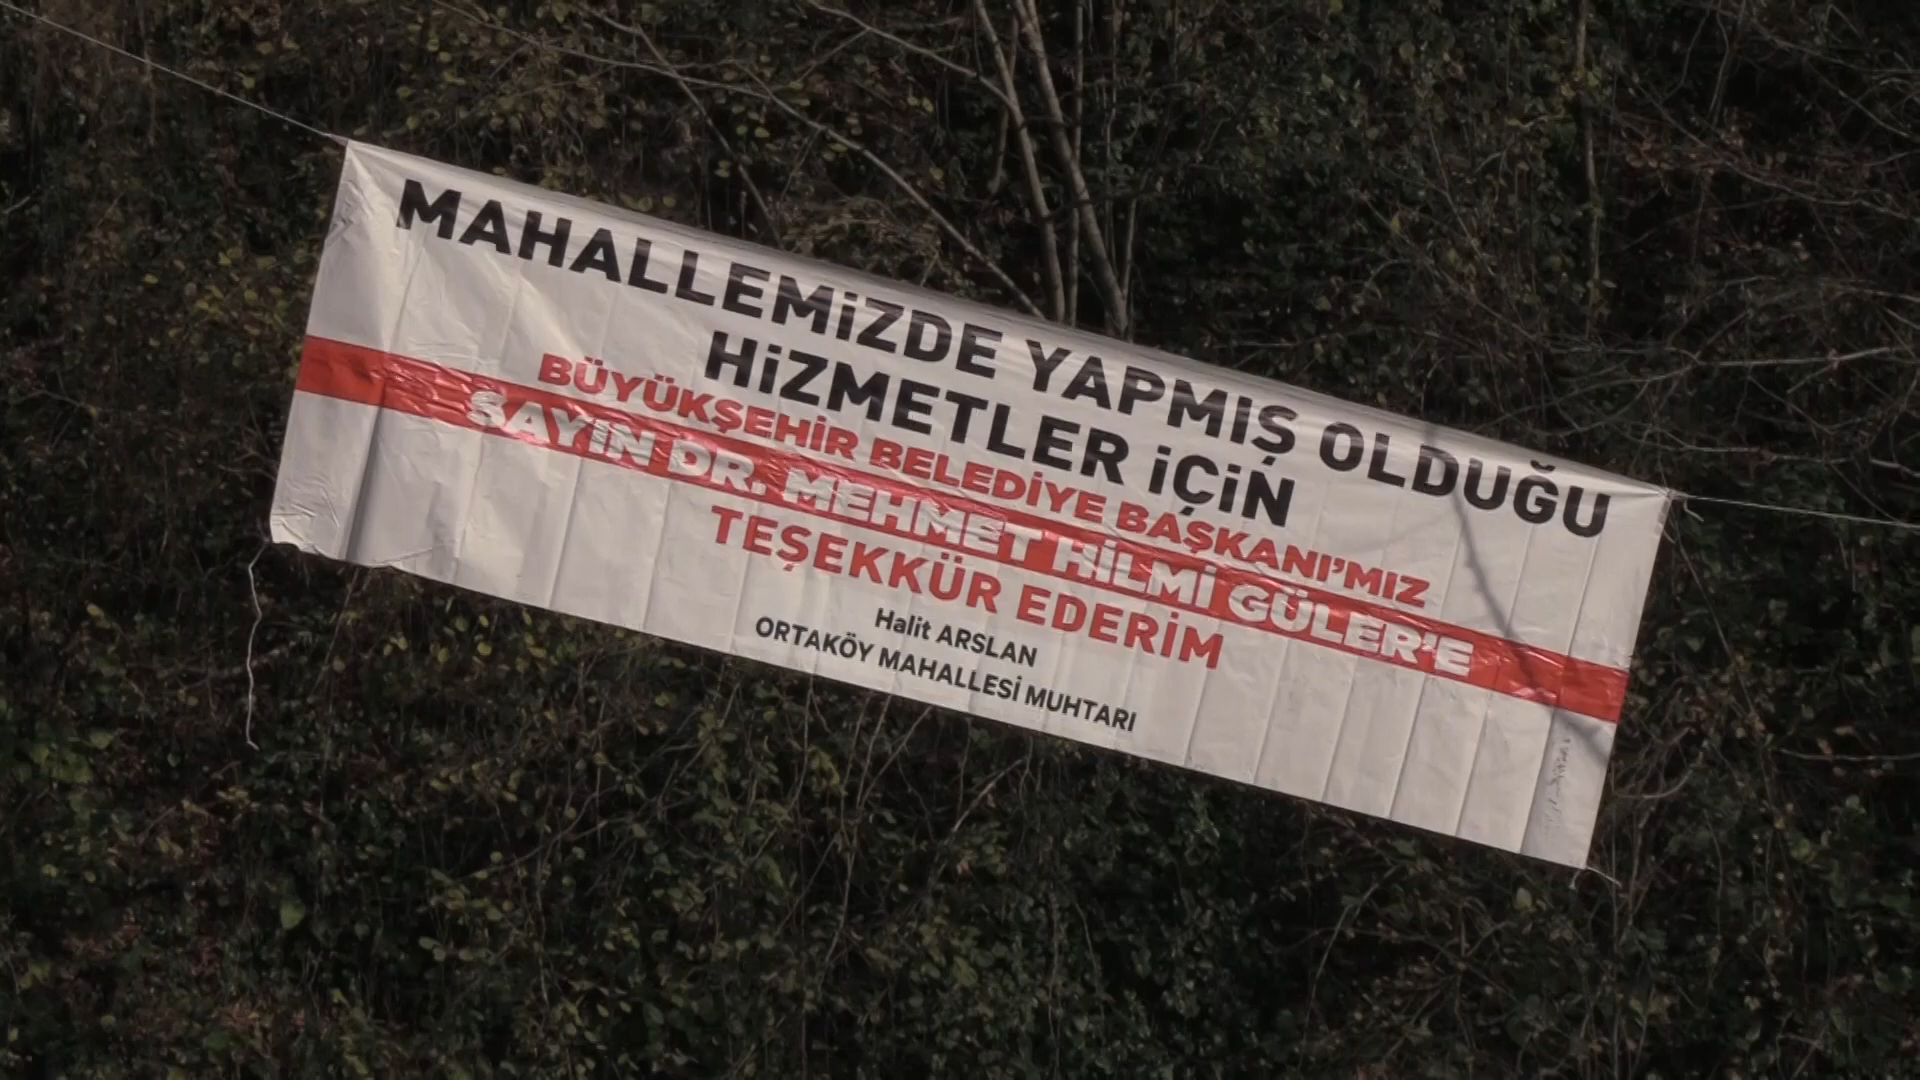 MAHALLEMİZDE YAPMIŞ OLDUĞU
HİZMETLER İÇİN
BÜYÜKŞEHİR BELEDİYE BAŞKANI'MIZ
SAYIN DR. MEHMET HİLMİ GÜLER'E
TEŞEKKÜR EDERİM
Halit ARSLAN
ORTAKÖY MAHALLESİ MUHTARI